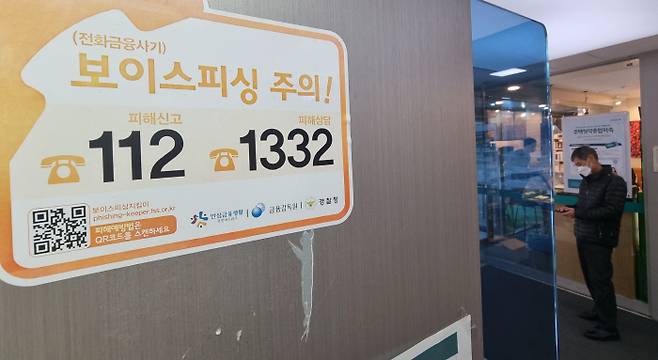 (전화금융사기)
보이스피싱 주의!
피해신고
112
피해상담
1332
보이스피싱지킴이
phishing-keeper.fss.or.kr
피해예방법은
QR코드를 스캔하세요
금융감독원
경찰청